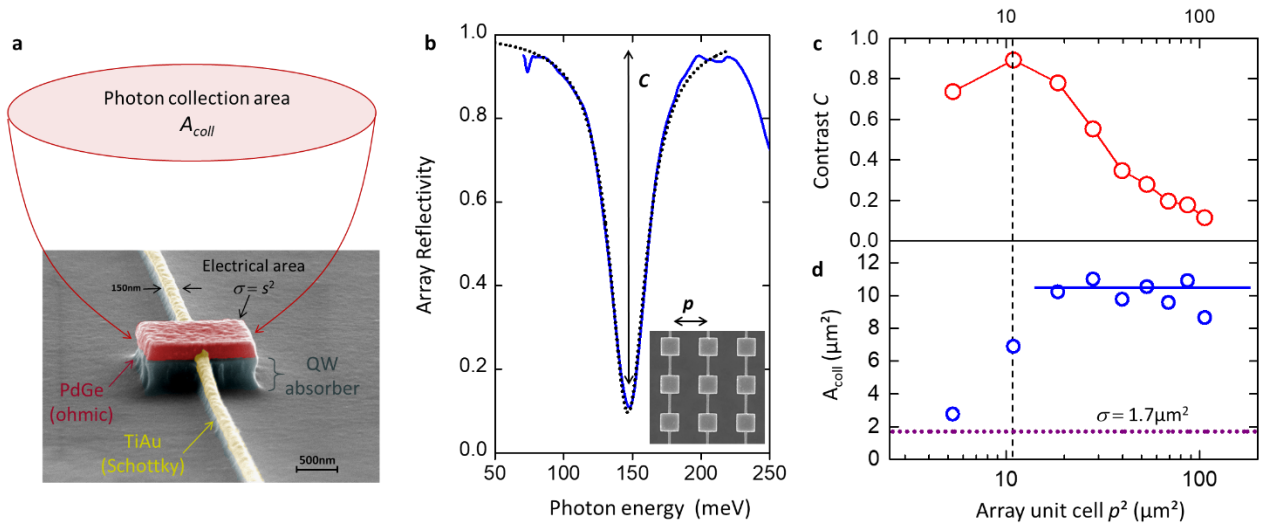 a
Photon collection area
A_coll
Electrical area
σ = s²
150nm
PdGe
(ohmic)
QW
absorber
TiAu
(Schottky)
500nm
b
1.0
0.8
0.6
0.4
0.2
0.0
Array Reflectivity
C
p
50 100 150 200 250
Photon energy (meV)
10 100
c
1.0
0.8
0.6
0.4
0.2
0.0
Contrast C
d
12
10
8
6
4
2
0
A_coll (µm²)
σ = 1.7µm²
10 100
Array unit cell p² (µm²)